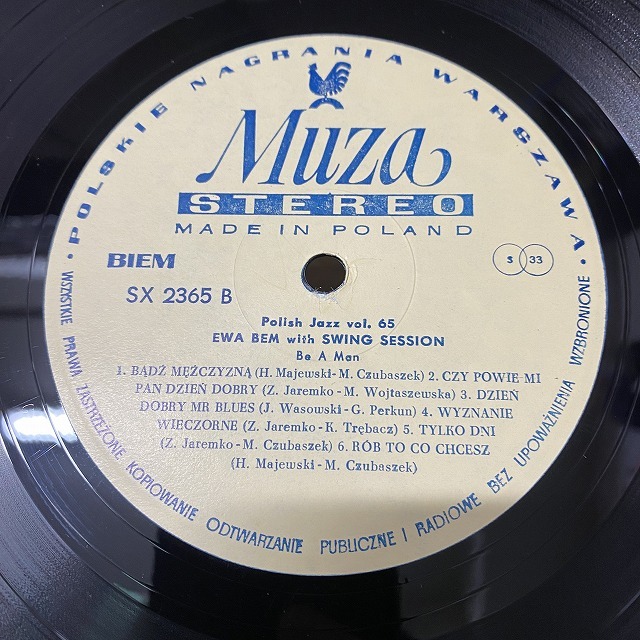 • POLSKIE NAGRANIA WARSZAWA •
Muza
STEREO
MADE IN POLAND
BIEM
S 33
SX 2365 B
Polish Jazz vol. 65
EWA BEM with SWING SESSION
Be A Man
1. BĄDŹ MĘŻCZYZNĄ (H. Majewski-M. Czubaszek) 2. CZY POWIE MI
PAN DZIEŃ DOBRY (Z. Jaremko-M. Wojtaszewska) 3. DZIEŃ
DOBRY MR BLUES (J. Wasowski-G. Perkun) 4. WYZNANIE
WIECZORNE (Z. Jaremko-K. Trębacz) 5. TYLKO DNI
(Z. Jaremko-M. Czubaszek) 6. RÓB TO CO CHCESZ
(H. Majewski-M. Czubaszek)
WSZYSTKIE PRAWA ZASTRZEŻONE KOPIOWANIE ODTWARZANIE PUBLICZNE I RADIOWE BEZ UPOWAŻNIENIA WZBRONIONE